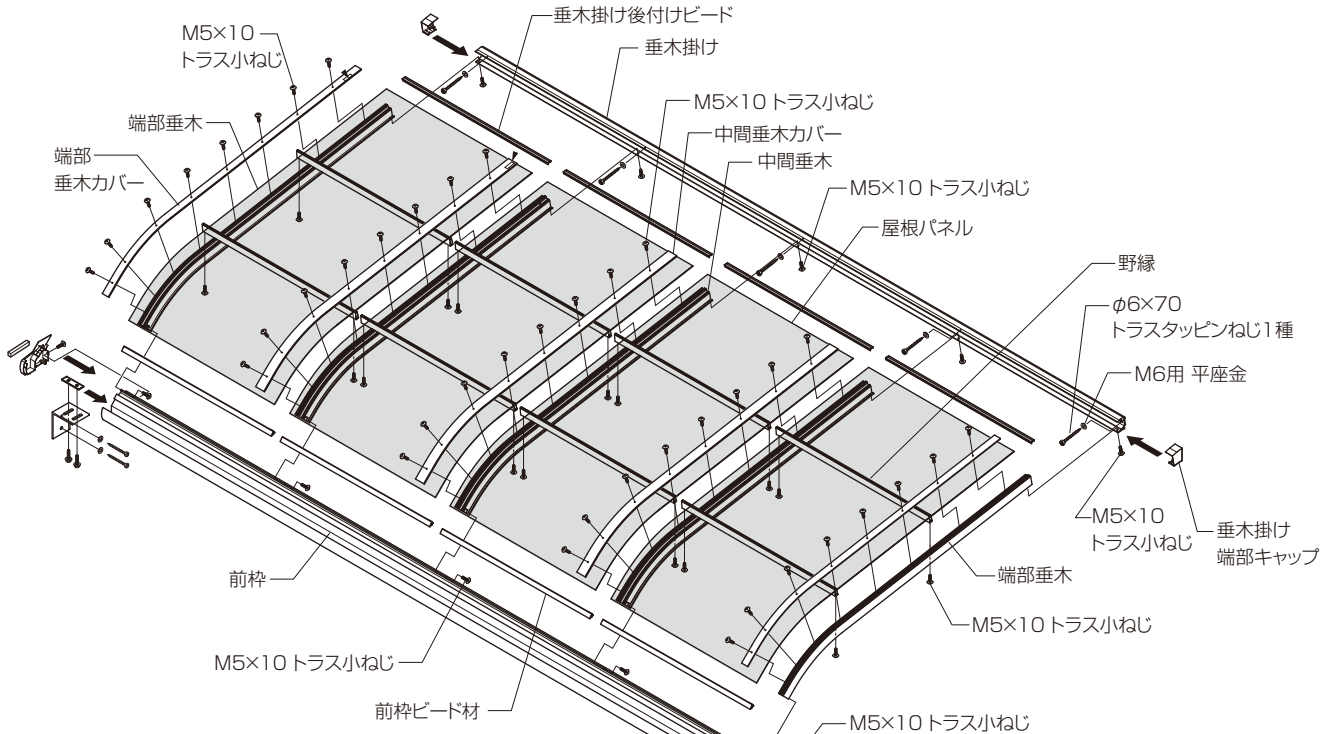 垂木掛け後付けビード
M5×10
トラス小ねじ
垂木掛け
M5×10 トラス小ねじ
端部垂木
中間垂木カバー
端部
垂木カバー
中間垂木
M5×10 トラス小ねじ
屋根パネル
野縁
φ6×70
トラスタッピンねじ1種
M6用 平座金
M5×10
トラス小ねじ
垂木掛け
端部キャップ
前枠
端部垂木
M5×10 トラス小ねじ
M5×10 トラス小ねじ
前枠ビード材
M5×10 トラス小ねじ